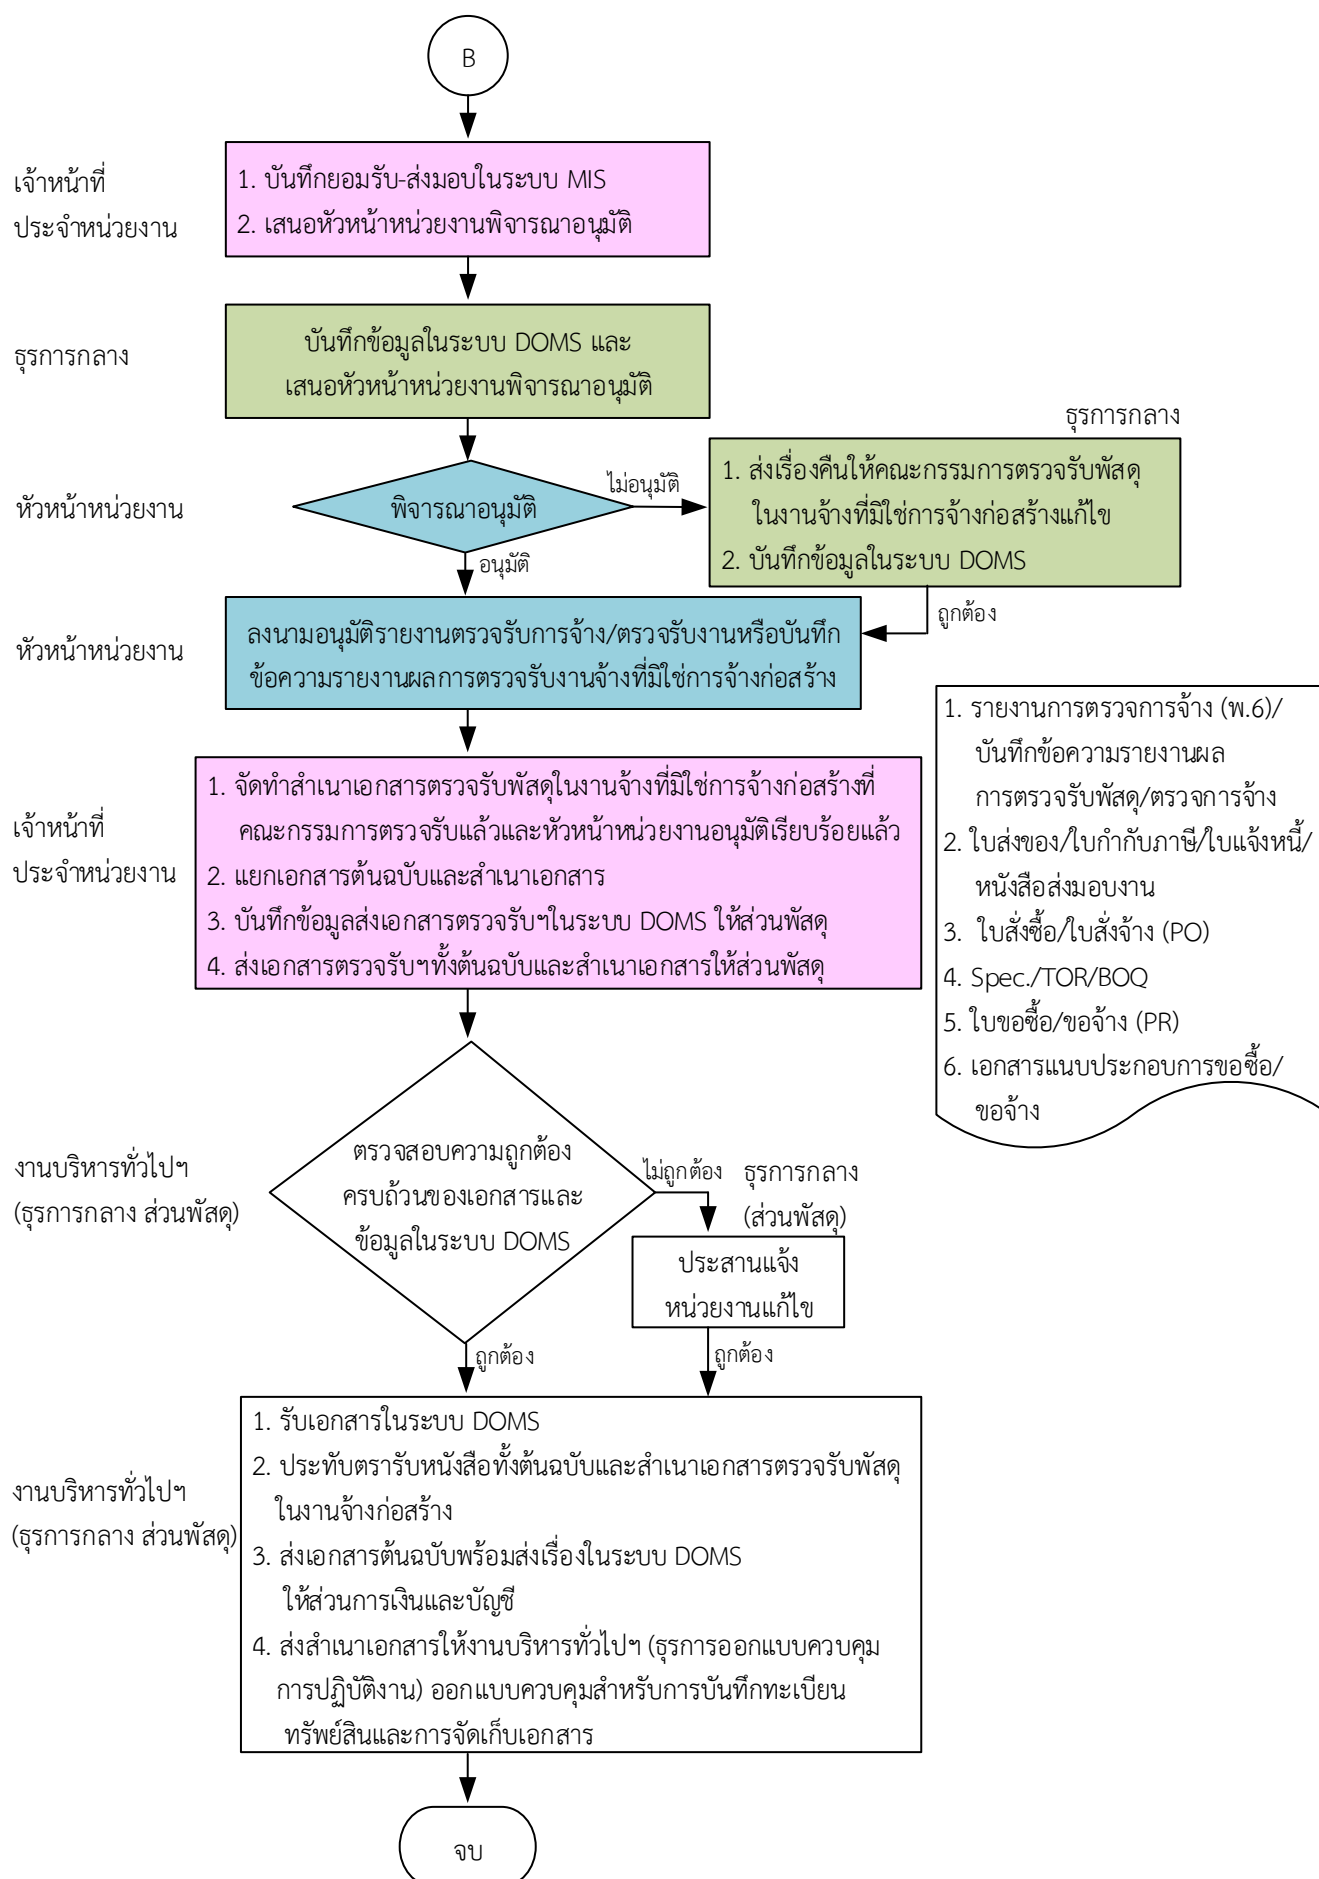 B
เจ้าหน้าที่
ประจำหน่วยงาน
1. บันทึกยอมรับ-ส่งมอบในระบบ MIS
2. เสนอหัวหน้าหน่วยงานพิจารณาอนุมัติ
ธุรการกลาง
บันทึกข้อมูลในระบบ DOMS และ
เสนอหัวหน้าหน่วยงานพิจารณาอนุมัติ
หัวหน้าหน่วยงาน
พิจารณาอนุมัติ
ไม่อนุมัติ
ธุรการกลาง
1. ส่งเรื่องคืนให้คณะกรรมการตรวจรับพัสดุ
ในงานจ้างที่มิใช่การจ้างก่อสร้างแก้ไข
2. บันทึกข้อมูลในระบบ DOMS
อนุมัติ
ถูกต้อง
หัวหน้าหน่วยงาน
ลงนามอนุมัติรายงานตรวจรับการจ้าง/ตรวจรับงานหรือบันทึก
ข้อความรายงานผลการตรวจรับงานจ้างที่มิใช่การจ้างก่อสร้าง
เจ้าหน้าที่
ประจำหน่วยงาน
1. จัดทำสำเนาเอกสารตรวจรับพัสดุในงานจ้างที่มิใช่การจ้างก่อสร้างที่
คณะกรรมการตรวจรับแล้วและหัวหน้าหน่วยงานอนุมัติเรียบร้อยแล้ว
2. แยกเอกสารต้นฉบับและสำเนาเอกสาร
3. บันทึกข้อมูลส่งเอกสารตรวจรับฯในระบบ DOMS ให้ส่วนพัสดุ
4. ส่งเอกสารตรวจรับฯทั้งต้นฉบับและสำเนาเอกสารให้ส่วนพัสดุ
1. รายงานการตรวจการจ้าง (พ.6)/
บันทึกข้อความรายงานผล
การตรวจรับพัสดุ/ตรวจการจ้าง
2. ใบส่งของ/ใบกำกับภาษี/ใบแจ้งหนี้/
หนังสือส่งมอบงาน
3. ใบสั่งซื้อ/ใบสั่งจ้าง (PO)
4. Spec./TOR/BOQ
5. ใบขอซื้อ/ขอจ้าง (PR)
6. เอกสารแนบประกอบการขอซื้อ/
ขอจ้าง
งานบริหารทั่วไปฯ
(ธุรการกลาง ส่วนพัสดุ)
ตรวจสอบความถูกต้อง
ครบถ้วนของเอกสารและ
ข้อมูลในระบบ DOMS
ไม่ถูกต้อง
ธุรการกลาง
(ส่วนพัสดุ)
ประสานแจ้ง
หน่วยงานแก้ไข
ถูกต้อง
ถูกต้อง
งานบริหารทั่วไปฯ
(ธุรการกลาง ส่วนพัสดุ)
1. รับเอกสารในระบบ DOMS
2. ประทับตรารับหนังสือทั้งต้นฉบับและสำเนาเอกสารตรวจรับพัสดุ
ในงานจ้างก่อสร้าง
3. ส่งเอกสารต้นฉบับพร้อมส่งเรื่องในระบบ DOMS
ให้ส่วนการเงินและบัญชี
4. ส่งสำเนาเอกสารให้งานบริหารทั่วไปฯ (ธุรการออกแบบควบคุม
การปฏิบัติงาน) ออกแบบควบคุมสำหรับการบันทึกทะเบียน
ทรัพย์สินและการจัดเก็บเอกสาร
จบ